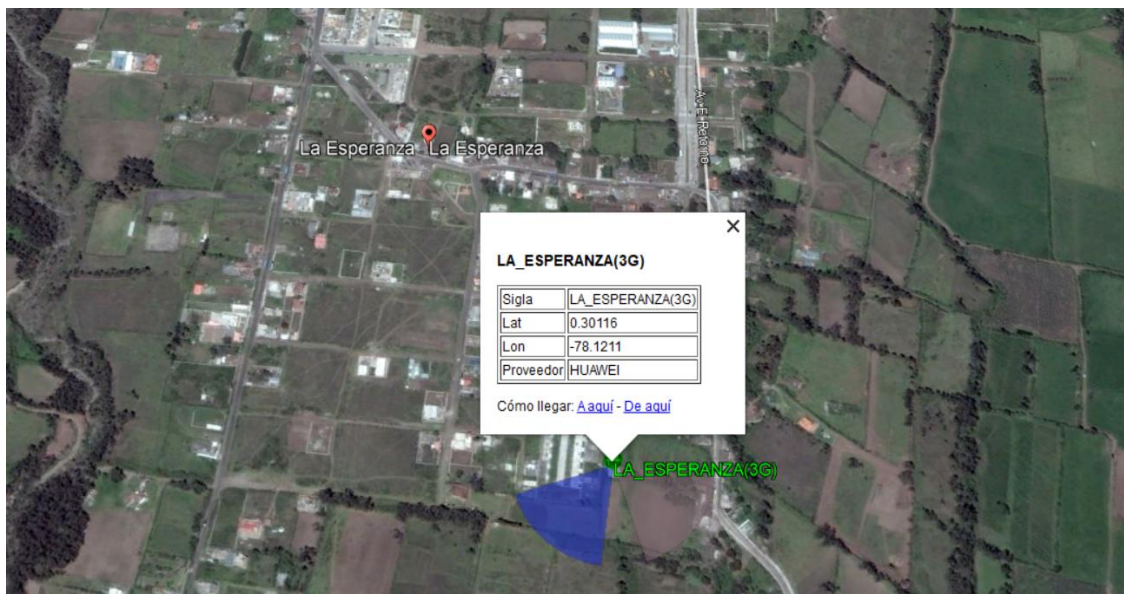 La Esperanza La Esperanza
Av. El Retorno
×
LA_ESPERANZA(3G)
Sigla LA_ESPERANZA(3G)
Lat 0.30116
Lon -78.1211
Proveedor HUAWEI
Cómo llegar: A aquí - De aquí
LA_ESPERANZA(3G)